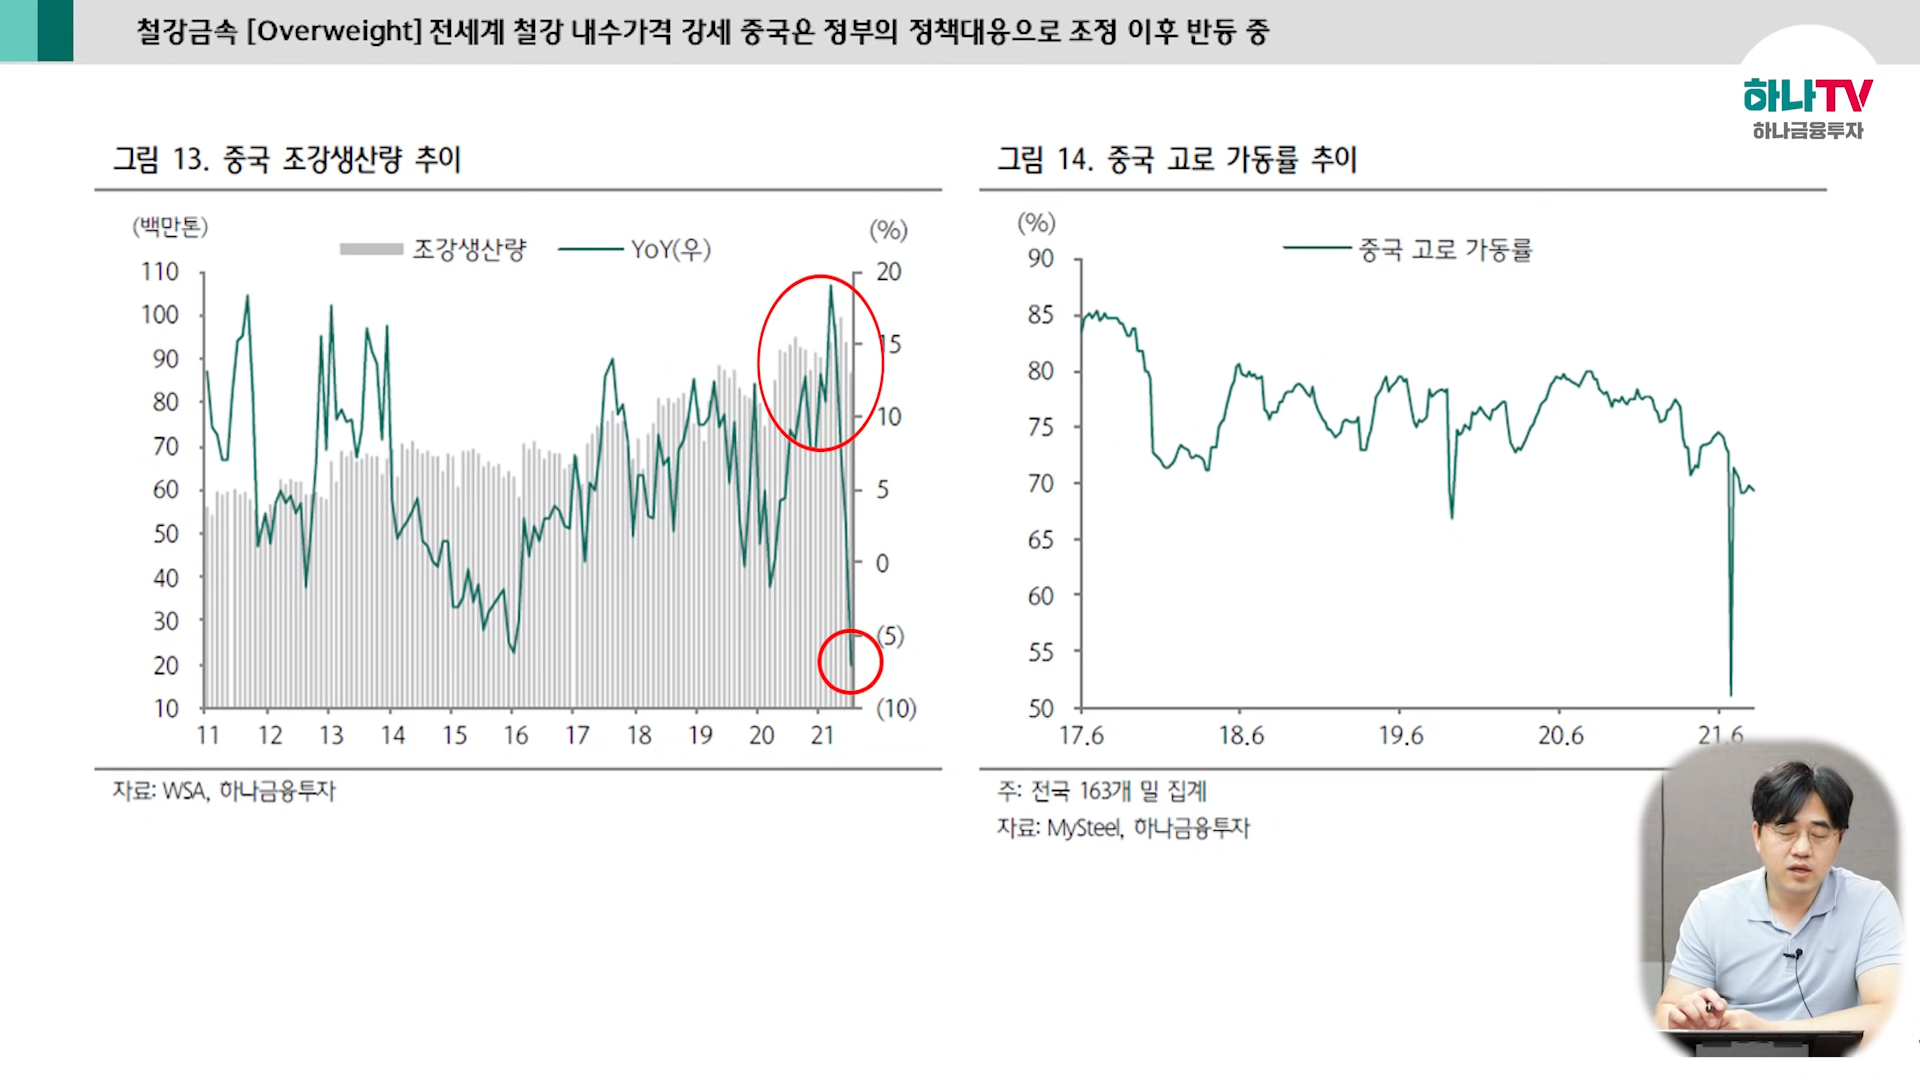 철강금속 [Overweight] 전세계 철강 내수가격 강세 중국은 정부의 정책대응으로 조정 이후 반등 중
하나TV
하나금융투자
그림 13. 중국 조강생산량 추이
(백만톤)
(%)
조강생산량
YoY(우)
110
100
90
80
70
60
50
40
30
20
10
20
15
10
5
0
(5)
(10)
11 12 13 14 15 16 17 18 19 20 21
자료: WSA, 하나금융투자
그림 14. 중국 고로 가동률 추이
(%)
중국 고로 가동률
90
85
80
75
70
65
60
55
50
17.6 18.6 19.6 20.6 21.6
주: 전국 163개 밀 집계
자료: MySteel, 하나금융투자